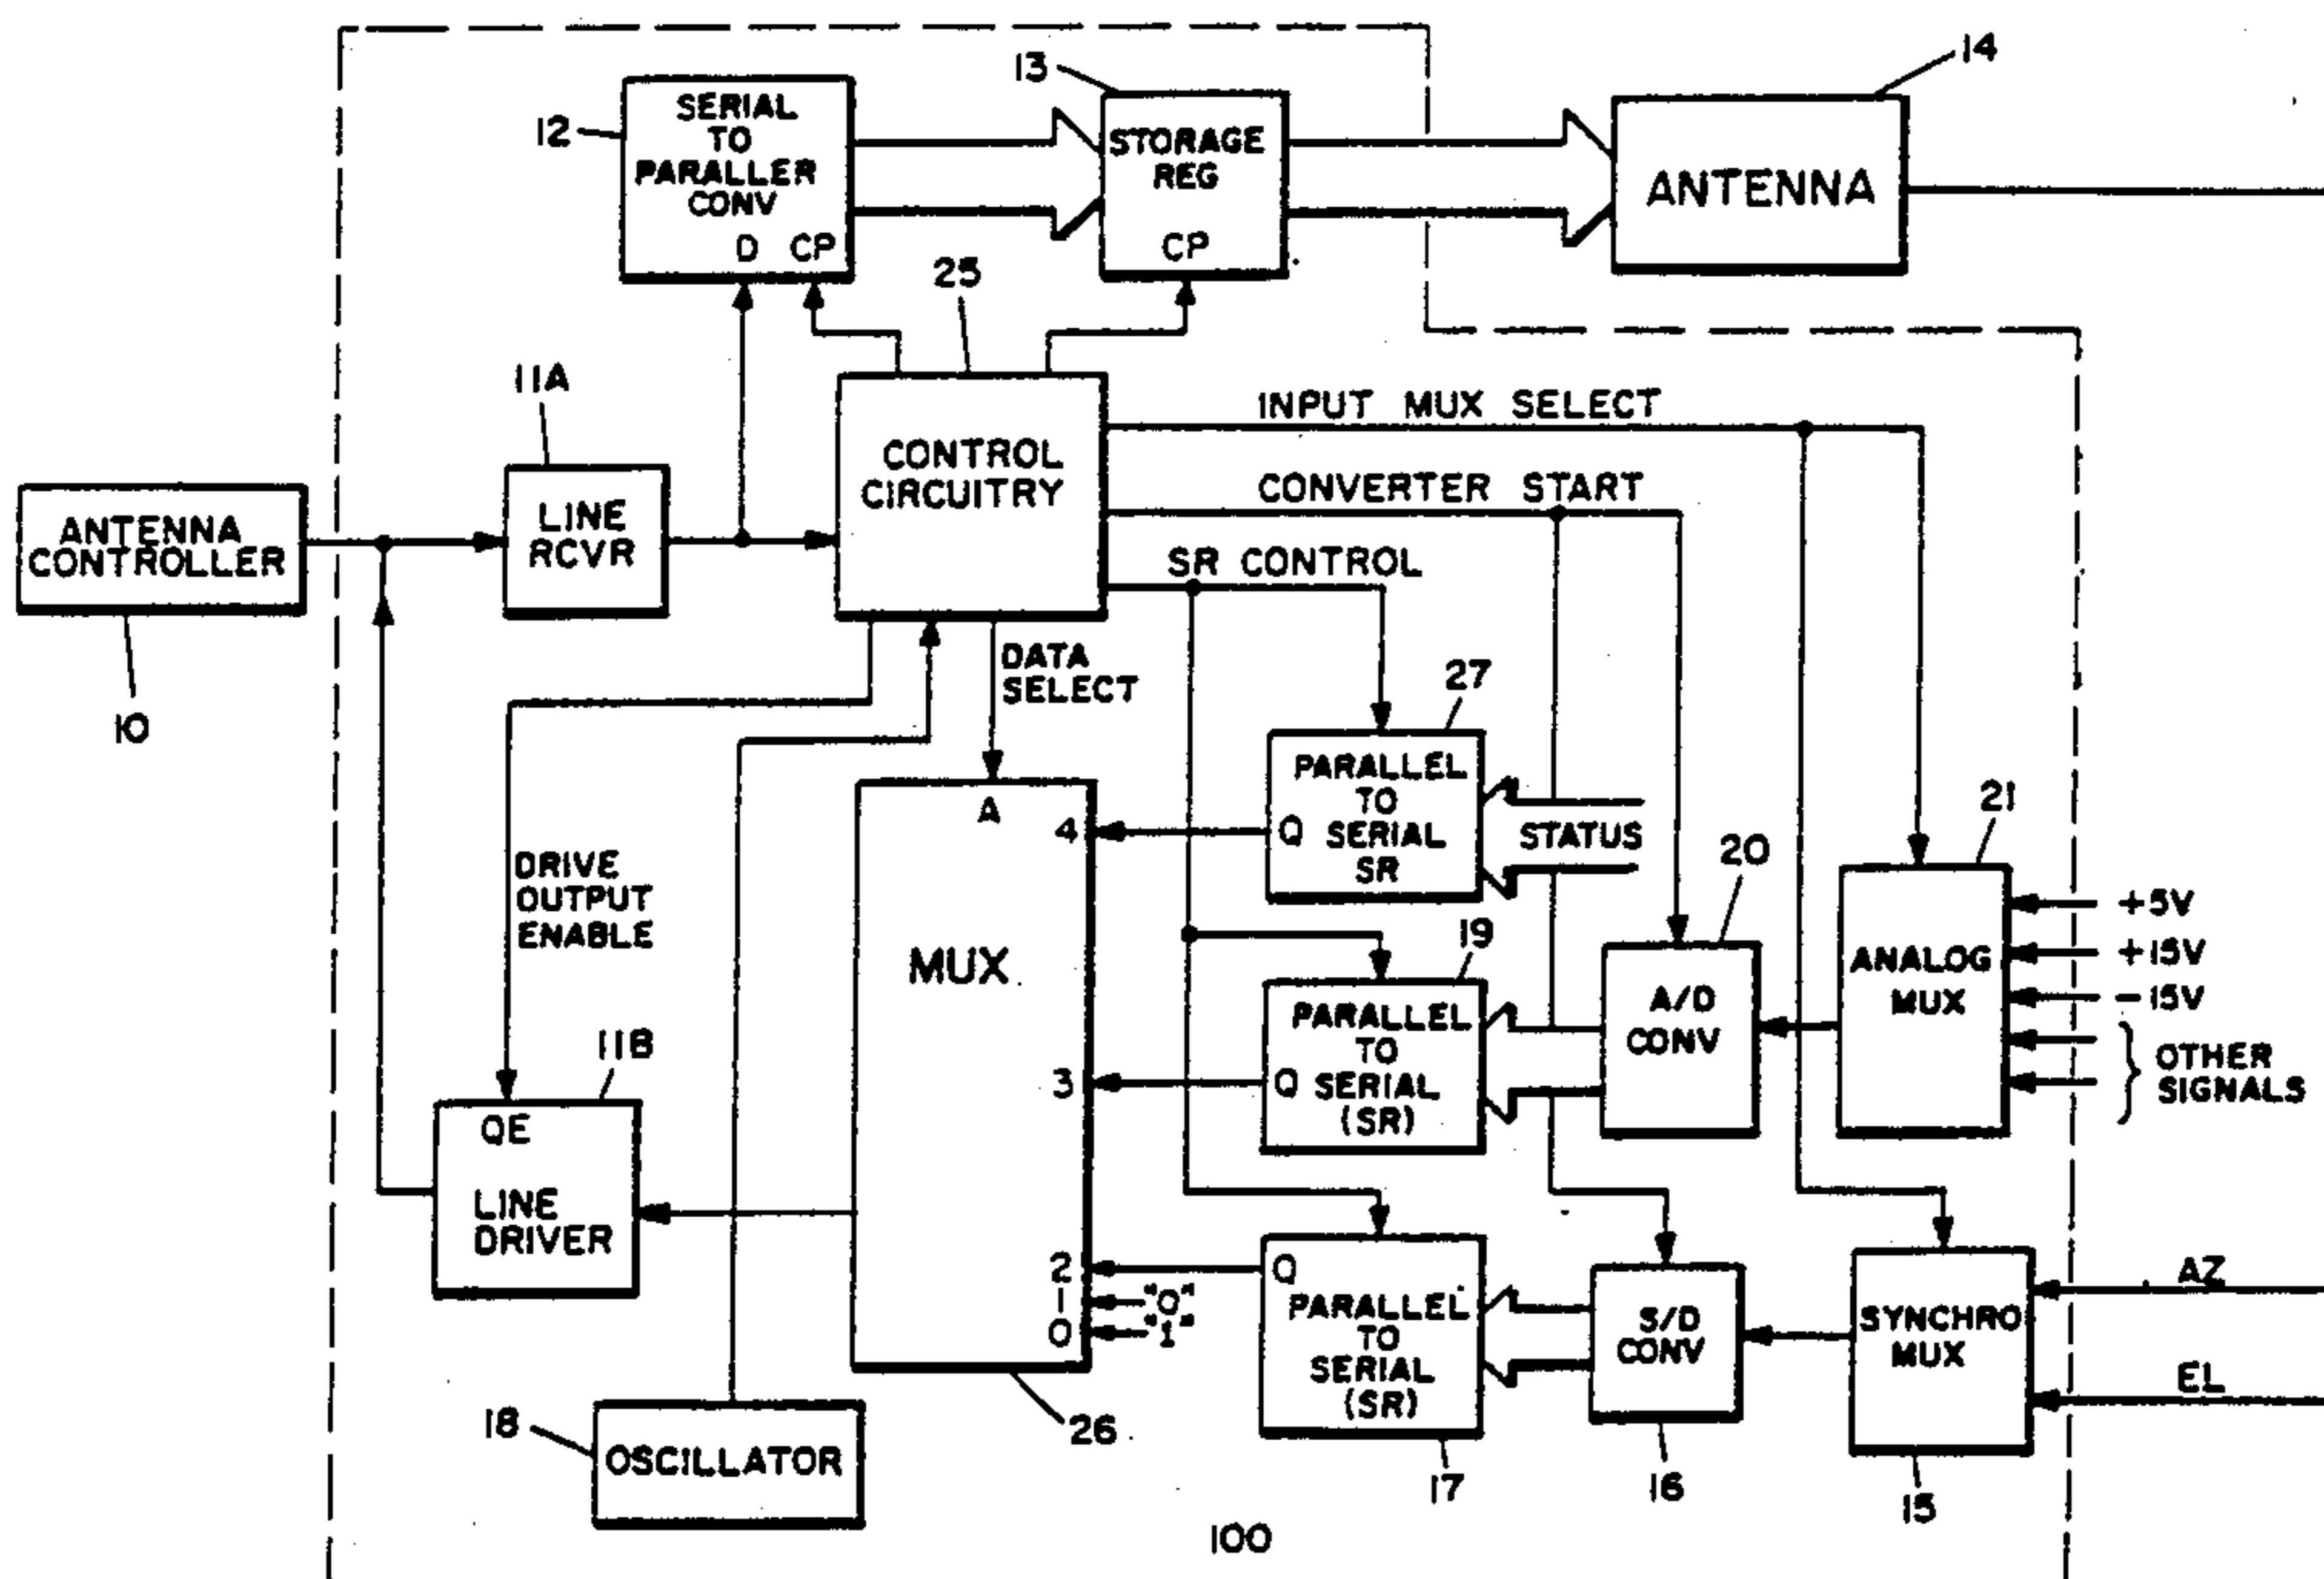 13
14
12
SERIAL
TO
PARALLER
CONV
D CP
STORAGE
REG
CP
ANTENNA
25
11A
INPUT MUX SELECT
CONTROL
CIRCUITRY
CONVERTER START
ANTENNA
CONTROLLER
LINE
RCVR
SR CONTROL
DATA
SELECT
10
27
PARALLEL
TO
Q SERIAL
SR
STATUS
21
A
4
20
DRIVE
OUTPUT
ENABLE
MUX
19
+5V
ANALOG
MUX
+15V
-15V
A/D
CONV
PARALLEL
TO
Q SERIAL
(SR)
3
OTHER
SIGNALS
11B
QE
LINE
DRIVER
2
1 "0"
0 "1"
Q
PARALLEL
TO
SERIAL
(SR)
S/D
CONV
SYNCHRO
MUX
AZ
EL
18
OSCILLATOR
26
17
16
15
100